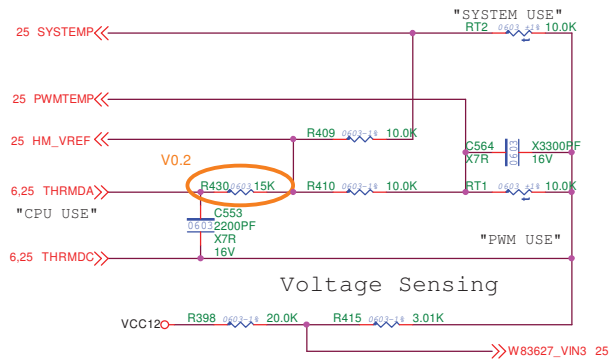 "SYSTEM USE"
25 SYSTEMP
RT2 0603 ±1% 10.0K
25 PWMTEMP
25 HM_VREF
R409 0603-1% 10.0K
C564 X3300PF
X7R 0603 16V
V0.2
6,25 THRMDA
R430 0603 15K
R410 0603-1% 10.0K
RT1 0603 ±1% 10.0K
"CPU USE"
C553
0603 2200PF
X7R
16V
"PWM USE"
6,25 THRMDC
Voltage Sensing
VCC12 R398 0603-1% 20.0K R415 0603-1% 3.01K
W83627_VIN3 25